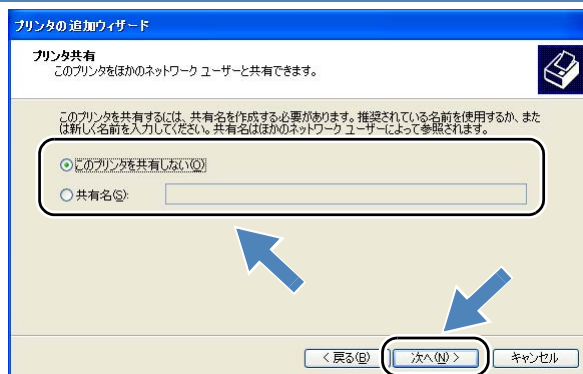 プリンタの追加ウィザード
プリンタ共有
このプリンタをほかのネットワーク ユーザーと共有できます。
このプリンタを共有するには、共有名を作成する必要があります。推奨されている名前を使用するか、また
は新しく名前を入力してください。共有名はほかのネットワーク ユーザーによって参照されます。
このプリンタを共有しない(O)
共有名(S):
< 戻る(B) 次へ(N) > キャンセル